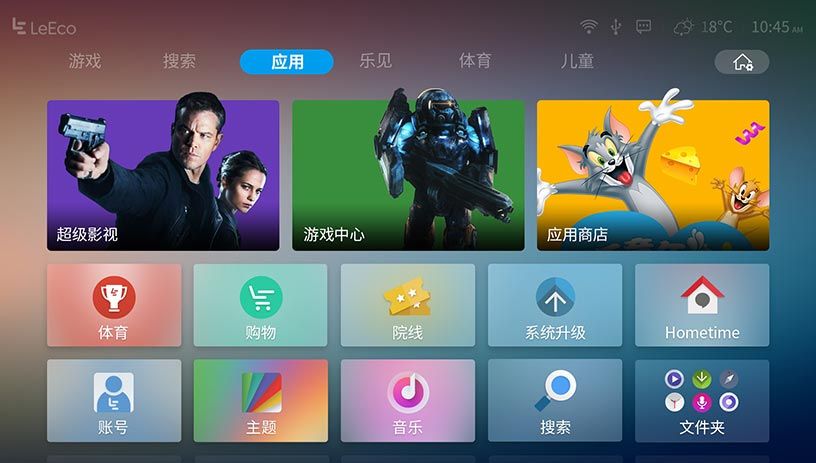 LeEco
18°C
10:45 AM
游戏
搜索
应用
乐见
体育
儿童
超级影视
游戏中心
应用商店
体育
购物
院线
系统升级
Hometime
账号
主题
音乐
搜索
文件夹